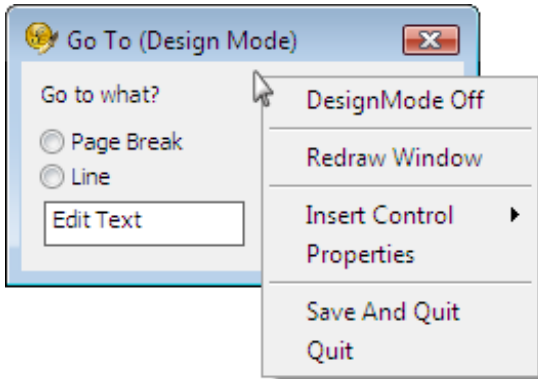 Go To (Design Mode)
Go to what?
Page Break
Line
Edit Text
DesignMode Off
Redraw Window
Insert Control
Properties
Save And Quit
Quit